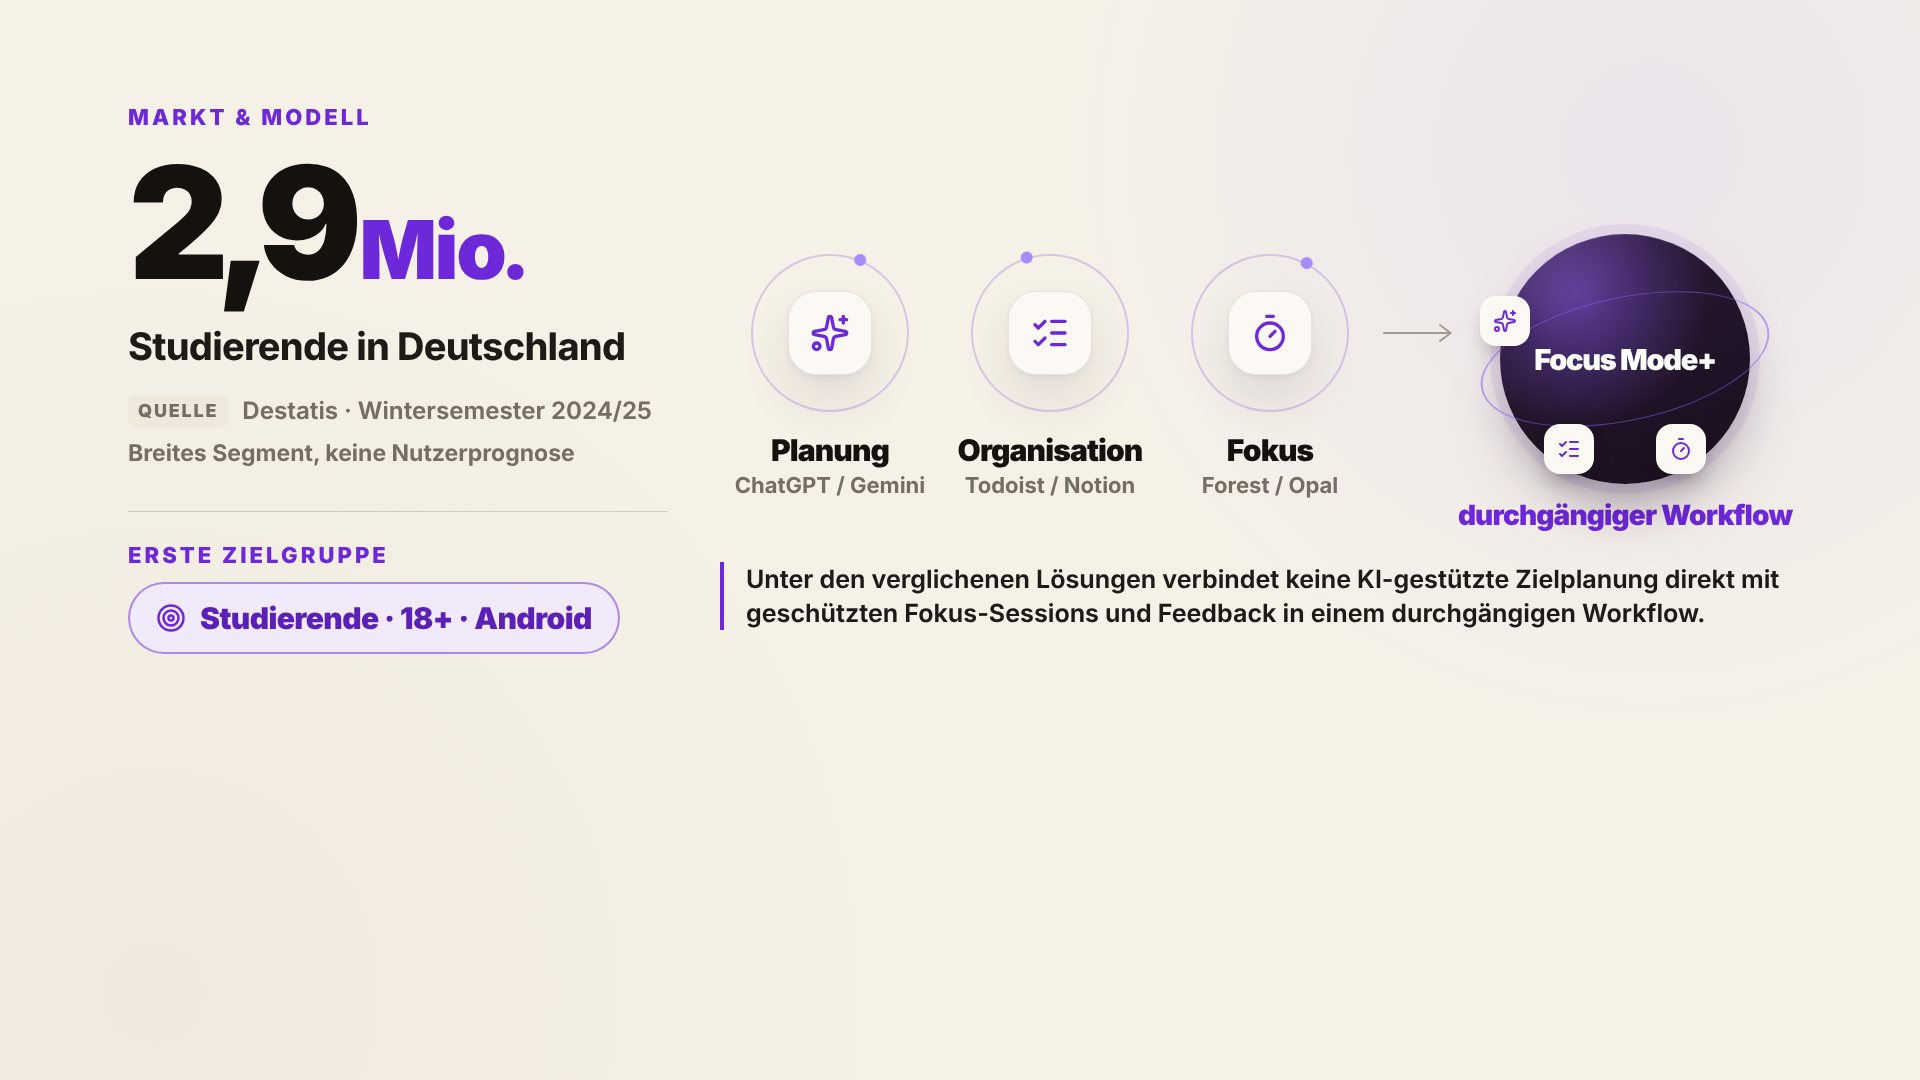 MARKT & MODELL
2,9 Mio.
Studierende in Deutschland
QUELLE Destatis · Wintersemester 2024/25
Breites Segment, keine Nutzerprognose
ERSTE ZIELGRUPPE
Studierende · 18+ · Android
Planung
ChatGPT / Gemini
Organisation
Todoist / Notion
Fokus
Forest / Opal
Focus Mode+
durchgängiger Workflow
Unter den verglichenen Lösungen verbindet keine KI-gestützte Zielplanung direkt mit
geschützten Fokus-Sessions und Feedback in einem durchgängigen Workflow.